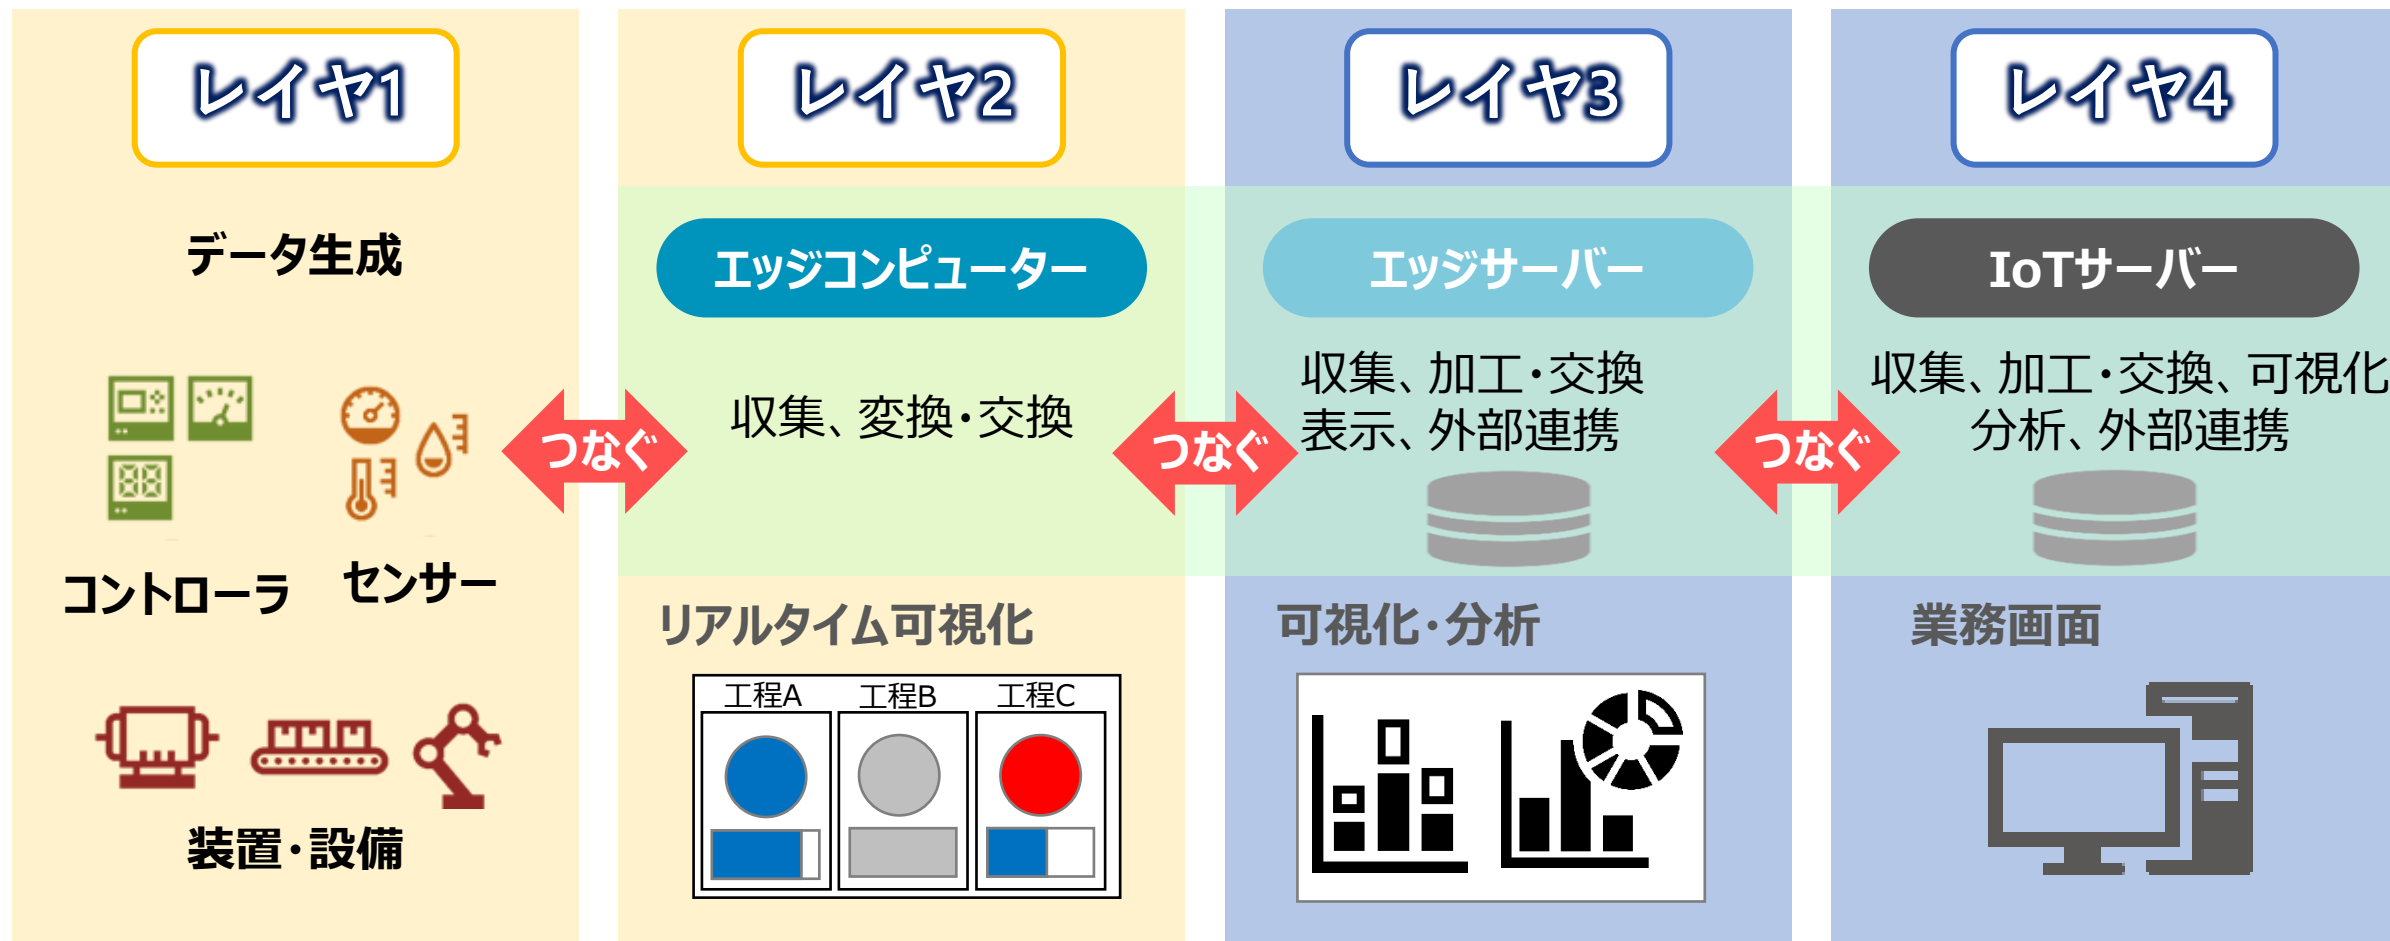 レイヤ1
データ生成
コントローラ
センサー
装置・設備
つなぐ
レイヤ2
エッジコンピューター
収集、変換・交換
リアルタイム可視化
工程A
工程B
工程C
つなぐ
レイヤ3
エッジサーバー
収集、加工・交換
表示、外部連携
可視化・分析
つなぐ
レイヤ4
IoTサーバー
収集、加工・交換、可視化
分析、外部連携
業務画面